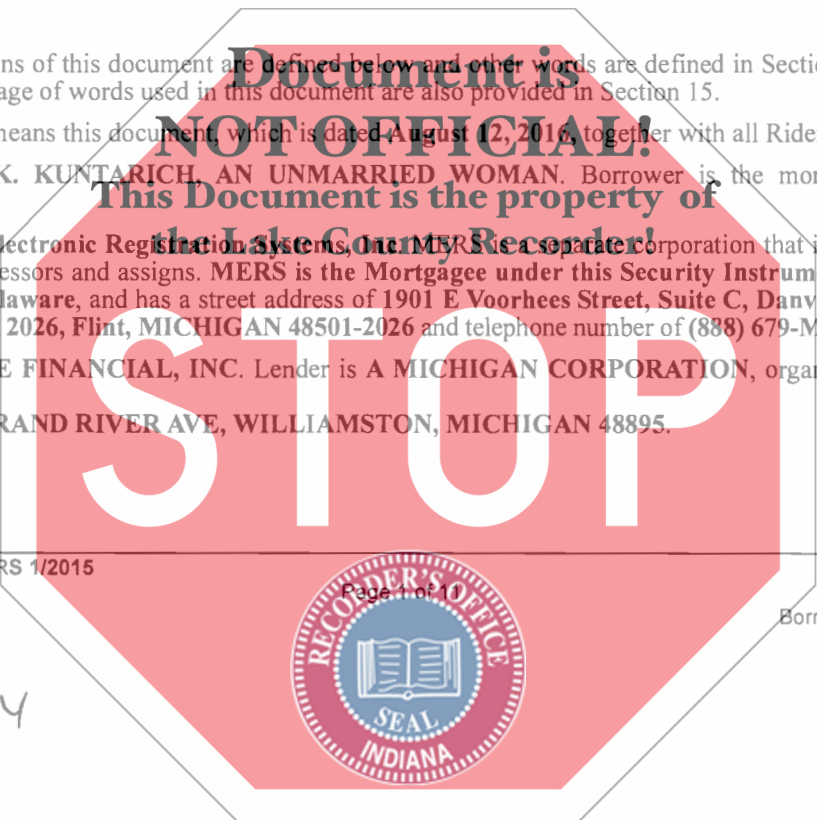 ns of this document are defined below and other words are defined in Secti
Document is
age of words used in this document are also provided in Section 15.
means this document, which is dated August 12, 2016, together with all Ride
NOT OFFICIAL!
K. KUNTARICH, AN UNMARRIED WOMAN. Borrower is the mor
This Document is the property of
lectronic Registration Systems, Inc. MERS is a separate corporation that i
the Lake County Recorder!
essors and assigns. MERS is the Mortgagee under this Security Instrum
laware, and has a street address of 1901 E Voorhees Street, Suite C, Danv
2026, Flint, MICHIGAN 48501-2026 and telephone number of (888) 679-M
E FINANCIAL, INC. Lender is A MICHIGAN CORPORATION, organ
RAND RIVER AVE, WILLIAMSTON, MICHIGAN 48895.
STOP
RS 1/2015
Page 1 of 11
Borr
RECORDER'S OFFICE
SEAL
INDIANA